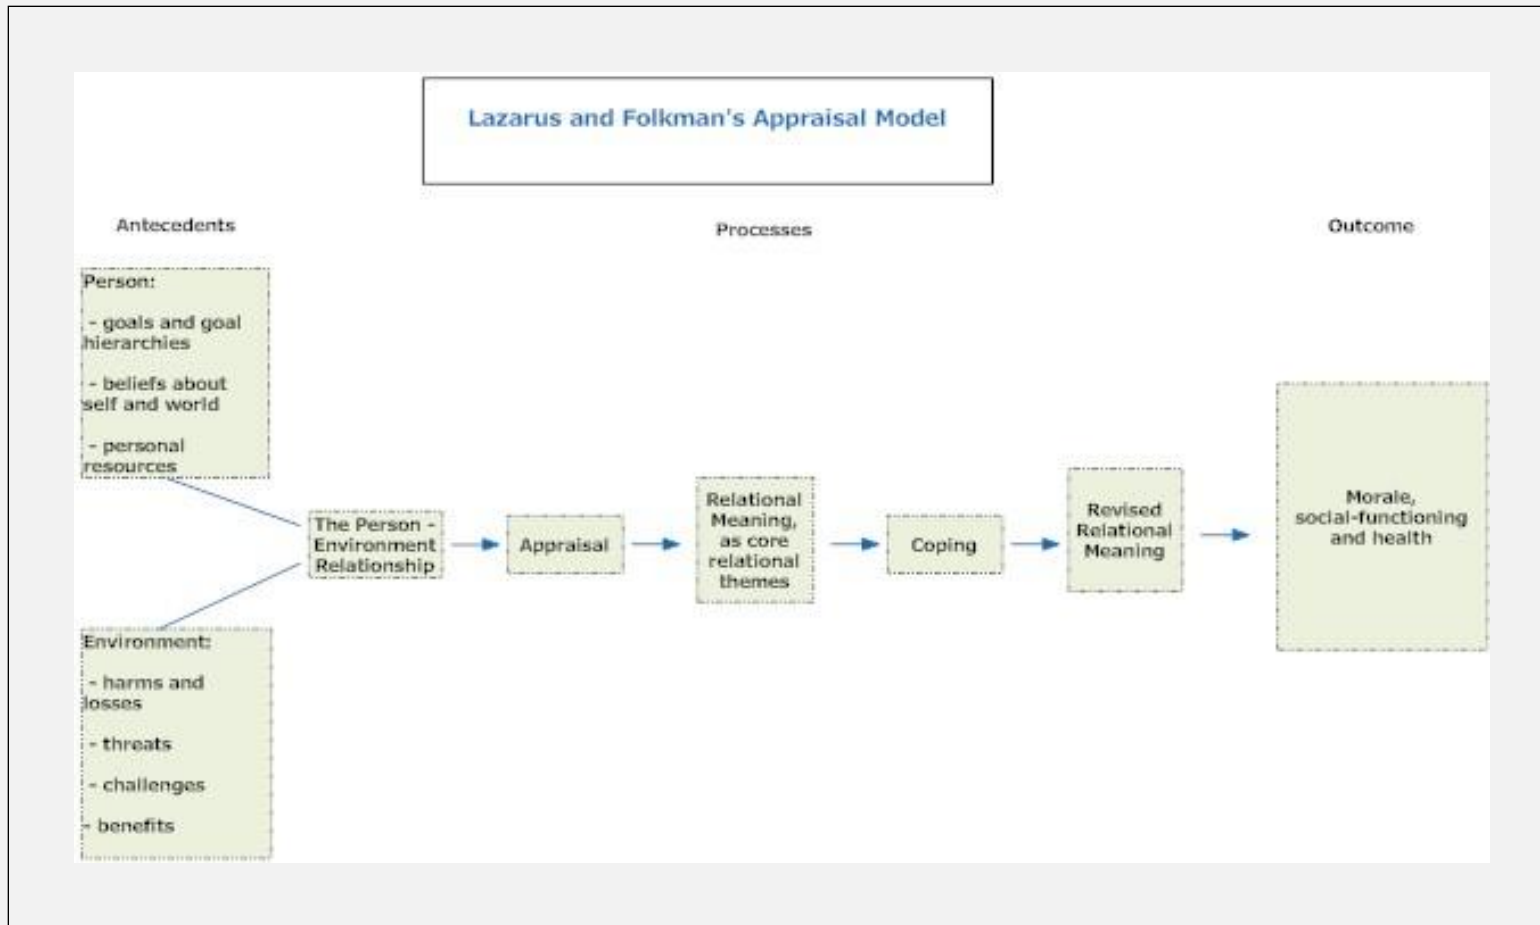 Lazarus and Folkman's Appraisal Model
Antecedents
Processes
Outcome
Person:
- goals and goal
hierarchies
- beliefs about
self and world
- personal
resources
The Person -
Environment
Relationship
Appraisal
Relational
Meaning,
as core
relational
themes
Coping
Revised
Relational
Meaning
Morale,
social-functioning
and health
Environment:
- harms and
losses
- threats
- challenges
- benefits